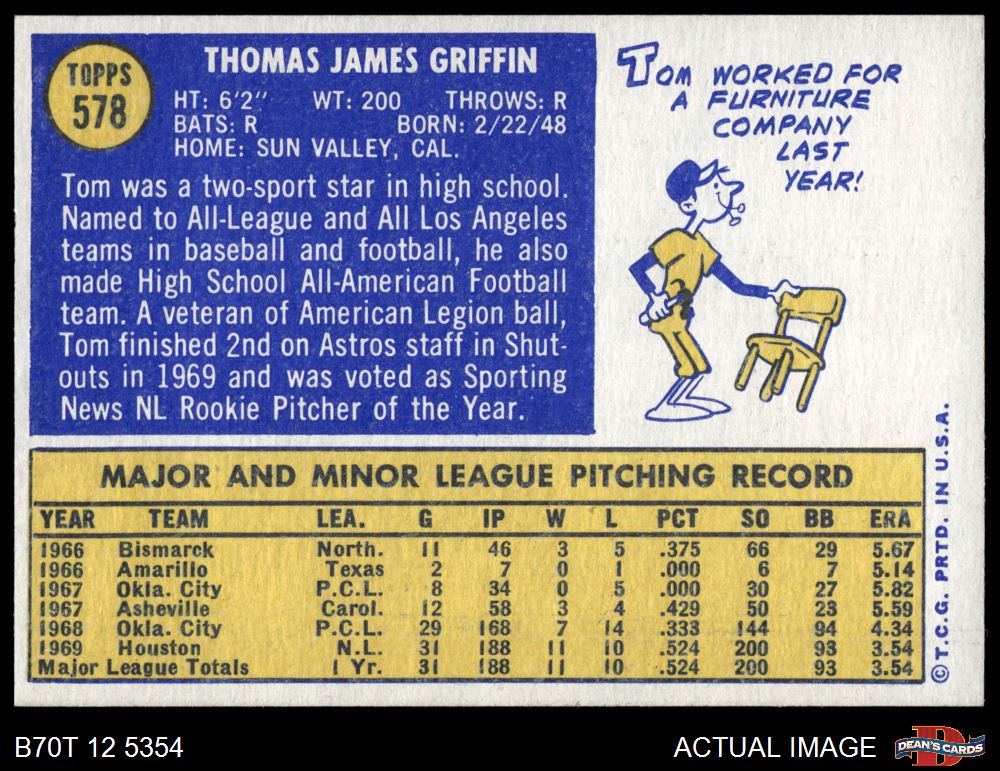 TOPPS
578
THOMAS JAMES GRIFFIN
HT: 6'2" WT: 200 THROWS: R
BATS: R BORN: 2/22/48
HOME: SUN VALLEY, CAL.
Tom was a two-sport star in high school.
Named to All-League and All Los Angeles
teams in baseball and football, he also
made High School All-American Football
team. A veteran of American Legion ball,
Tom finished 2nd on Astros staff in Shut-
outs in 1969 and was voted as Sporting
News NL Rookie Pitcher of the Year.
TOM WORKED FOR
A FURNITURE
COMPANY
LAST
YEAR!
MAJOR AND MINOR LEAGUE PITCHING RECORD
YEAR TEAM LEA. G IP W L PCT SO BB ERA
1966 Bismarck North. 11 46 3 5 .375 66 29 5.67
1966 Amarillo Texas 2 7 0 1 .000 6 7 5.14
1967 Okla. City P.C.L. 8 34 0 5 .000 30 27 5.82
1967 Asheville Carol. 12 58 3 4 .429 50 23 5.59
1968 Okla. City P.C.L. 29 168 7 14 .333 144 94 4.34
1969 Houston N.L. 31 188 11 10 .524 200 93 3.54
Major League Totals 1 Yr. 31 188 11 10 .524 200 93 3.54
©T.C.G. PRTD. IN U.S.A.
B70T 12 5354
ACTUAL IMAGE
DEAN'S CARDS